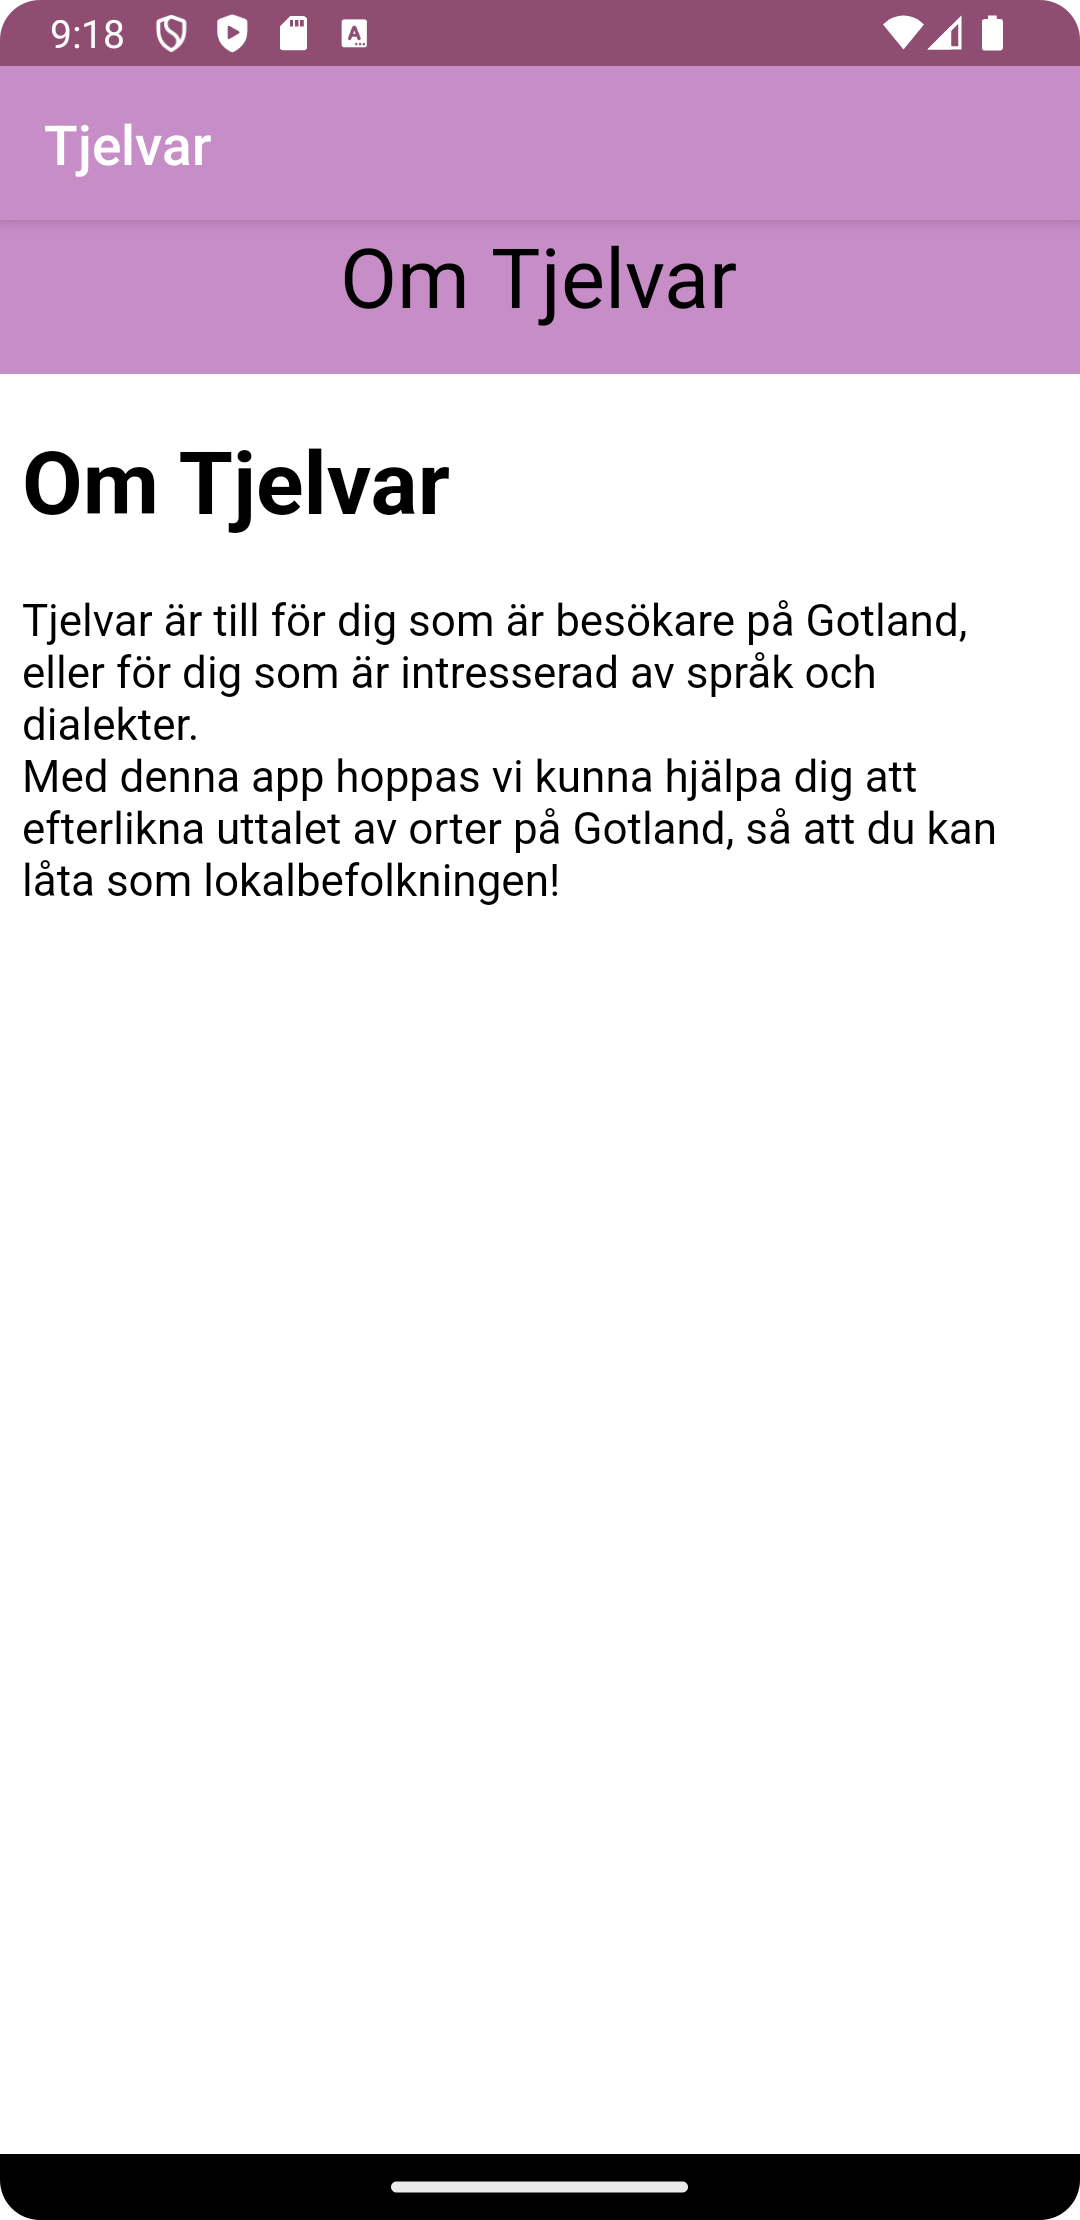 9:18
Tjelvar
Om Tjelvar
Om Tjelvar
Tjelvar är till för dig som är besökare på Gotland,
eller för dig som är intresserad av språk och
dialekter.
Med denna app hoppas vi kunna hjälpa dig att
efterlikna uttalet av orter på Gotland, så att du kan
låta som lokalbefolkningen!